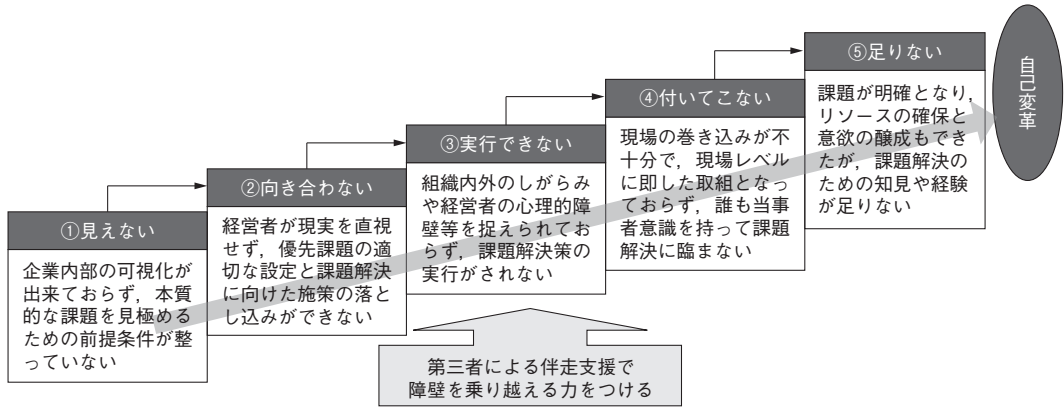 ①見えない
企業内部の可視化が
出来ておらず，本質
的な課題を見極める
ための前提条件が整
っていない
②向き合わない
経営者が現実を直視
せず，優先課題の適
切な設定と課題解決
に向けた施策の落と
し込みができない
③実行できない
組織内外のしがらみ
や経営者の心理的障
壁等を捉えられて お
らず，課題解決策の
実行がされない
④付いてこない
現場の巻き込みが不
十分で，現場レベル
に即した取組となっ
ておらず，誰も当事
者意識を持って課題
解決に臨まない
⑤足りない
課題が明確となり，
リソースの確保と
意欲の醸成もでき
たが，課題解決の
ための知見や経験
が足りない
自己変革
第三者による伴走支援で
障壁を乗り越える力をつける